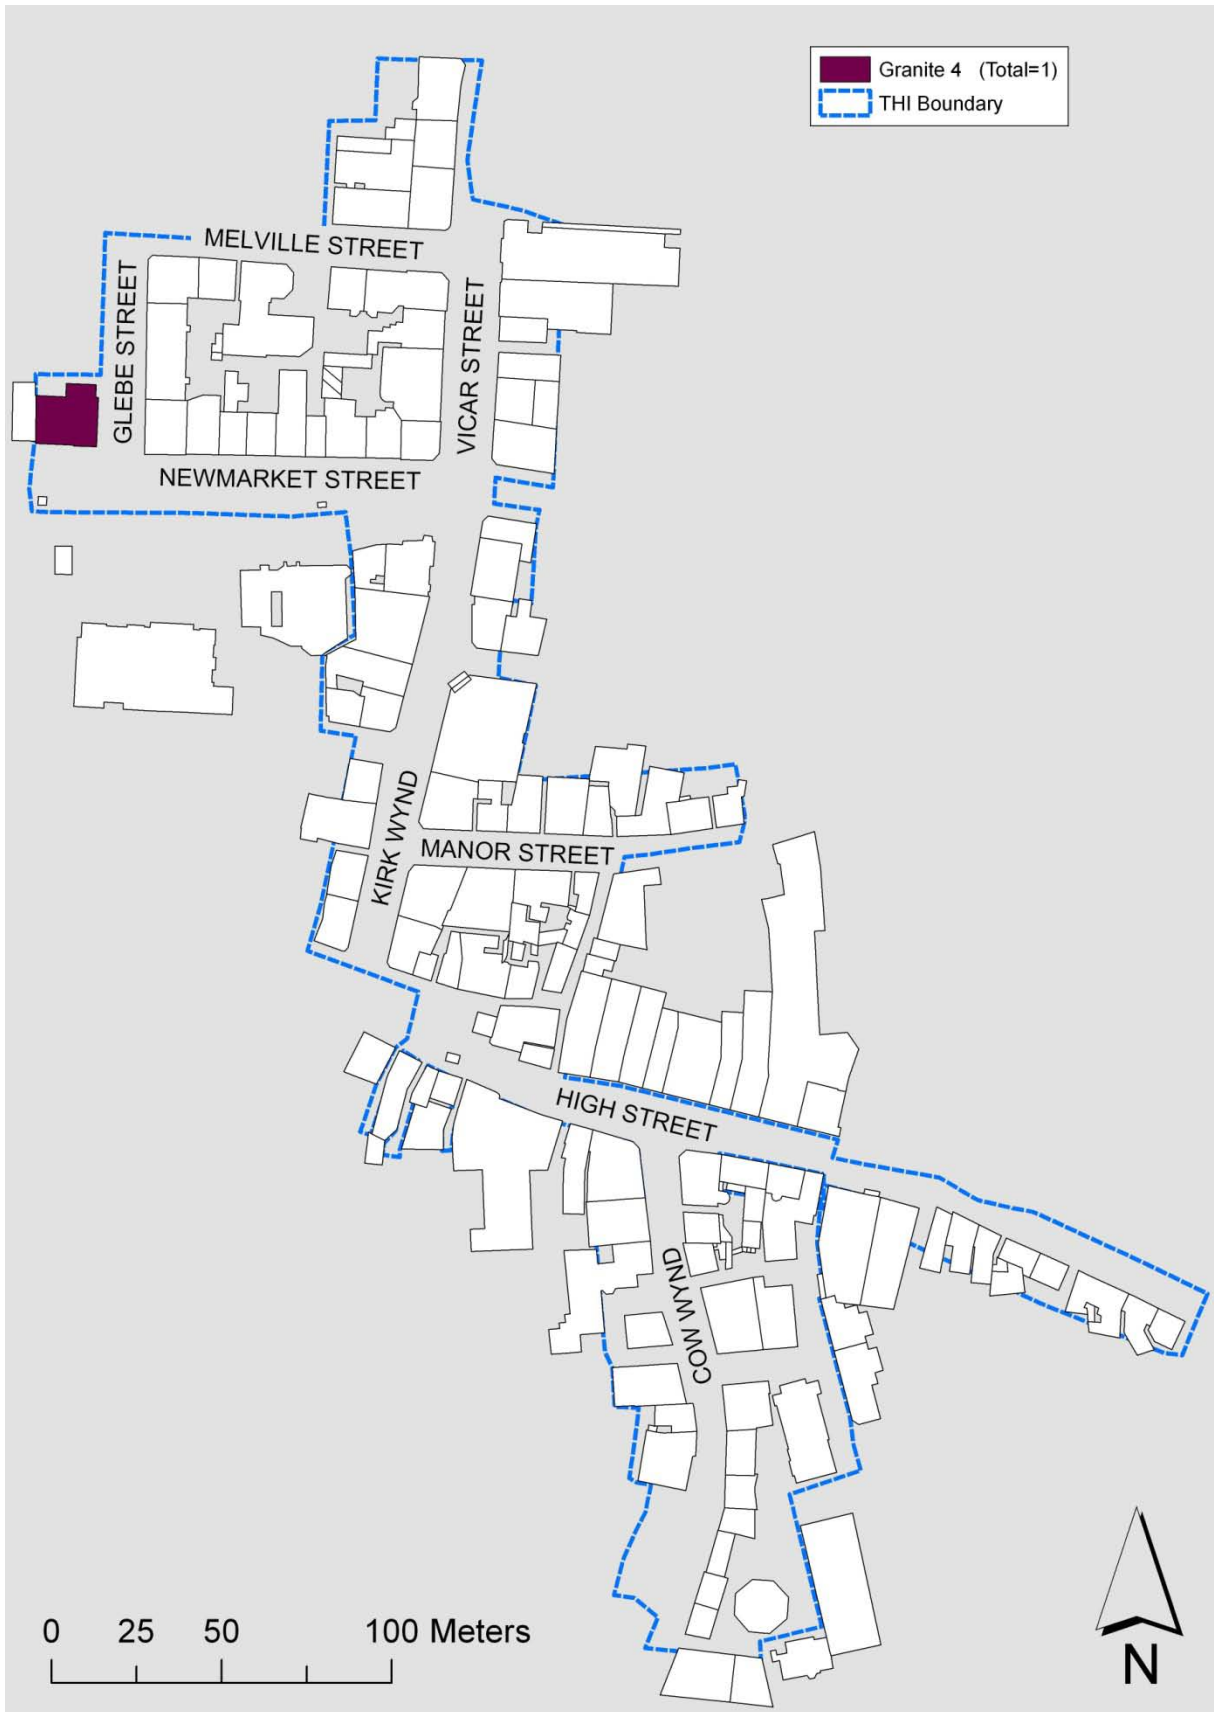 Granite 4 (Total=1)
THI Boundary
MELVILLE STREET
GLEBE STREET
VICAR STREET
NEWMARKET STREET
KIRK WYND
MANOR STREET
HIGH STREET
COW WYND
0 25 50 100 Meters
N